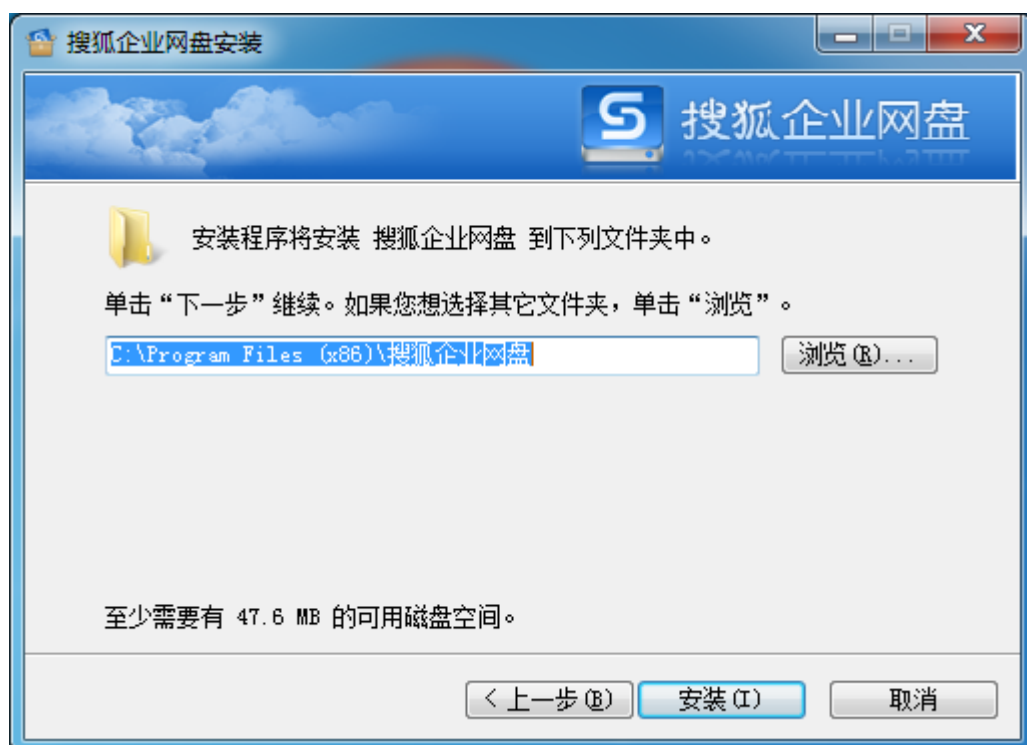 搜狐企业网盘安装
搜狐企业网盘
安装程序将安装 搜狐企业网盘 到下列文件夹中。
单击“下一步”继续。如果您想选择其它文件夹，单击“浏览”。
C:\Program Files (x86)\搜狐企业网盘
浏览(R)...
至少需要有 47.6 MB 的可用磁盘空间。
< 上一步(B)
安装(I)
取消